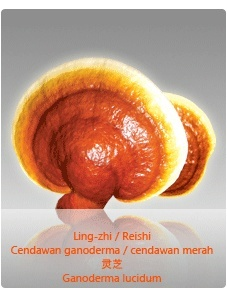 Ling-zhi / Reishi
Cendawan ganoderma / cendawan merah
灵芝
Ganoderma lucidum